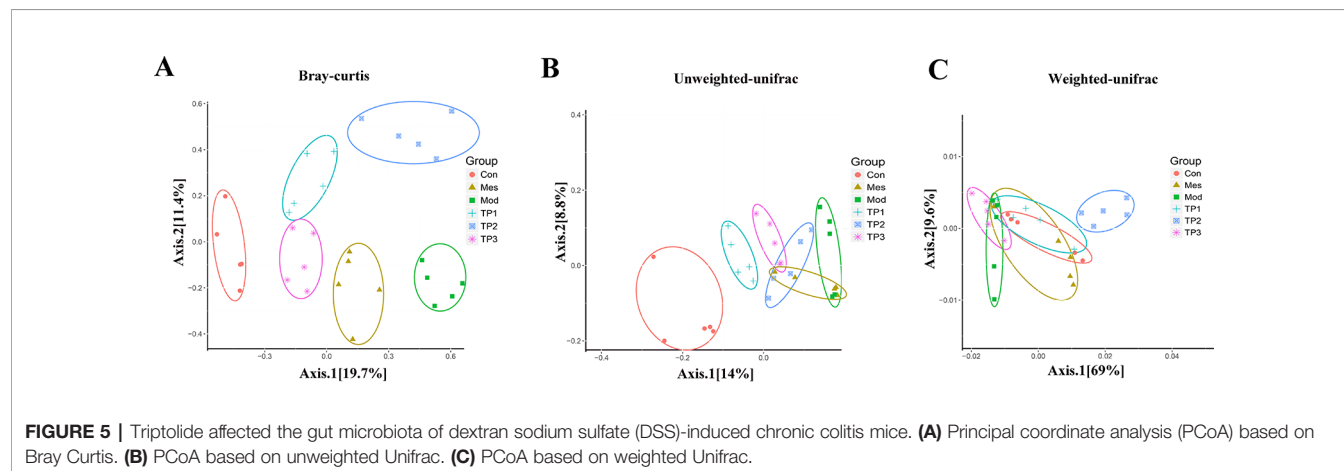 A
Bray-curtis
0.6
0.4
0.2
0.0
−0.2
−0.4
−0.3
0.0
0.3
0.6
Axis.2[11.4%]
Axis.1[19.7%]
Group
Con
Mes
Mod
TP1
TP2
TP3
B
Unweighted-unifrac
0.4
0.2
0.0
−0.2
−0.4
−0.2
0.0
Axis.2[8.8%]
Axis.1[14%]
Group
Con
Mes
Mod
TP1
TP2
TP3
C
Weighted-unifrac
0.01
0.00
−0.01
−0.02
0.00
0.02
0.04
Axis.2[9.6%]
Axis.1[69%]
Group
Con
Mes
Mod
TP1
TP2
TP3
FIGURE 5 | Triptolide affected the gut microbiota of dextran sodium sulfate (DSS)-induced chronic colitis mice. (A) Principal coordinate analysis (PCoA) based on
Bray Curtis. (B) PCoA based on unweighted Unifrac. (C) PCoA based on weighted Unifrac.